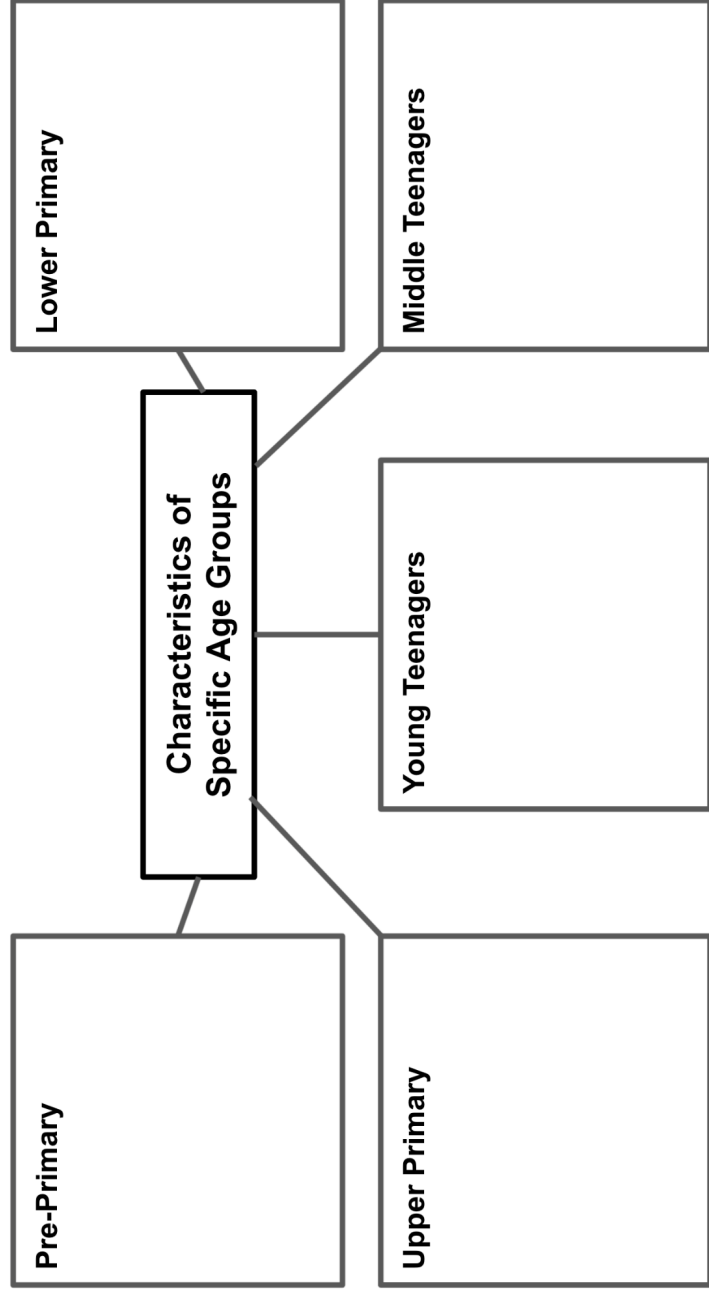 Characteristics of
Specific Age Groups
Pre-Primary
Lower Primary
Upper Primary
Young Teenagers
Middle Teenagers